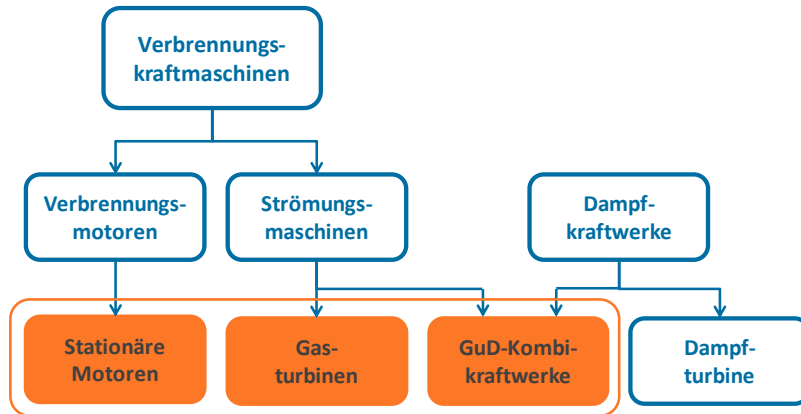 Verbrennungs-
kraftmaschinen
Verbrennungs-
motoren
Strömungs-
maschinen
Dampf-
kraftwerke
Stationäre
Motoren
Gas-
turbinen
GuD-Kombi-
kraftwerke
Dampf-
turbine